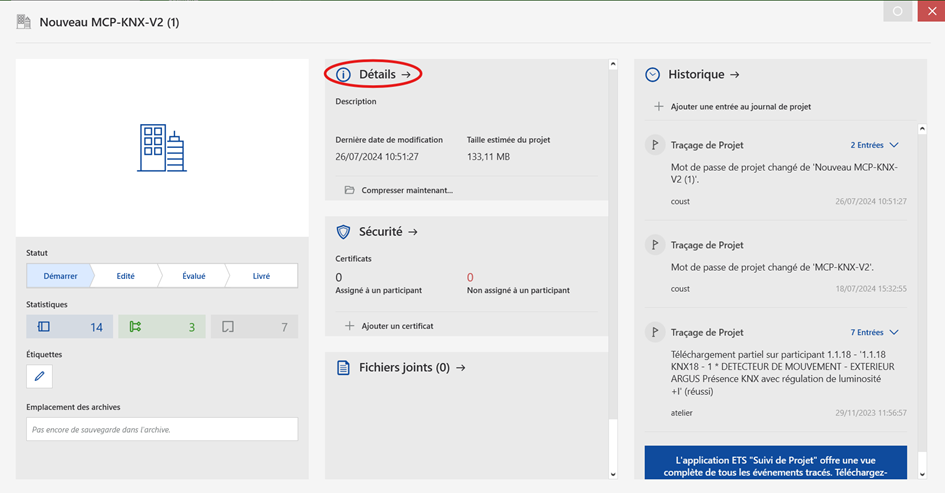 Nouveau MCP-KNX-V2 (1)
Statut
Démarrer
Edité
Évalué
Livré
Statistiques
14
3
7
Étiquettes
Emplacement des archives
Pas encore de sauvegarde dans l'archive.
Détails →
Description
Dernière date de modification
Taille estimée du projet
26/07/2024 10:51:27
133,11 MB
Compresser maintenant...
Sécurité →
Certificats
0
0
Assigné à un participant
Non assigné à un participant
Ajouter un certificat
Fichiers joints (0) →
Historique →
Ajouter une entrée au journal de projet
Traçage de Projet
2 Entrées
Mot de passe de projet changé de 'Nouveau MCP-KNX-
V2 (1)'.
coust
26/07/2024 10:51:27
Traçage de Projet
Mot de passe de projet changé de 'MCP-KNX-V2'.
coust
18/07/2024 15:32:55
Traçage de Projet
7 Entrées
Téléchargement partiel sur participant 1.1.18 - '1.1.18
KNX18 - 1 * DETECTEUR DE MOUVEMENT - EXTERIEUR
ARGUS Présence KNX avec régulation de luminosité
+I' (réussi)
atelier
29/11/2023 11:56:57
L'application ETS "Suivi de Projet" offre une vue
complète de tous les événements tracés. Téléchargez-